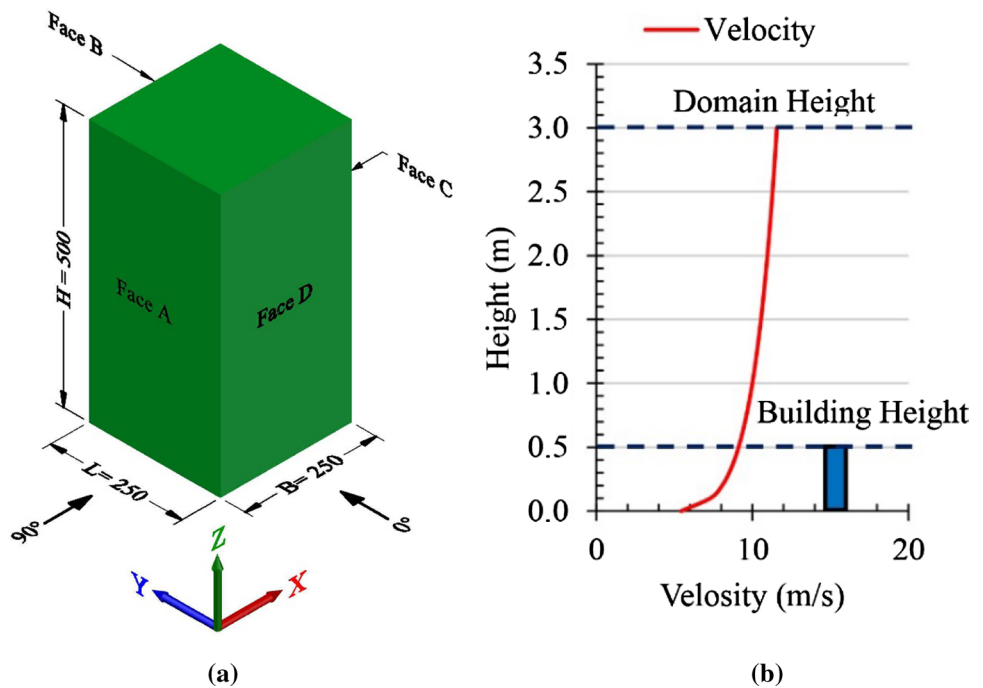 Face B
Face C
H = 500
Face A
Face D
L= 250
B= 250
90°
0°
Z
Y
X
(a)
Velocity
3.5
Domain Height
3.0
2.5
2.0
1.5
1.0
Building Height
0.5
0.0
0
10
20
Height (m)
Velosity (m/s)
(b)